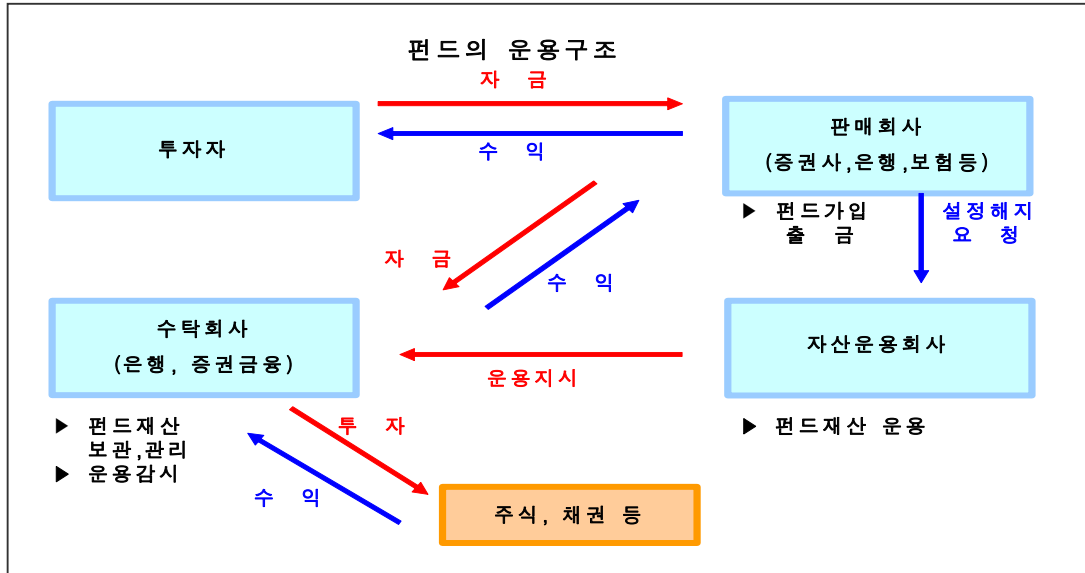 펀드의 운용구조
자 금
투자자
수 익
판매회사
(증권사,은행,보험등)
▶ 펀드가입
출 금
설정해지
요 청
자 금
수 익
수탁회사
(은행, 증권금융)
운용지시
자산운용회사
▶ 펀드재산
보관,관리
▶ 운용감시
투 자
수 익
▶ 펀드재산 운용
주식, 채권 등